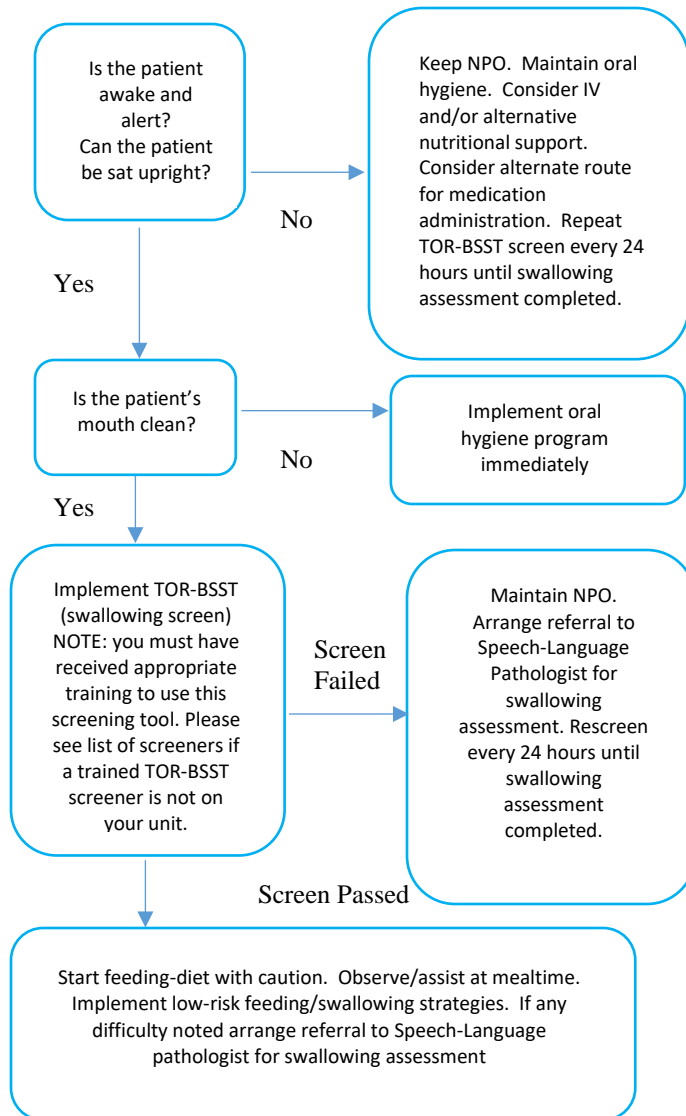 Is the patient
awake and
alert?
Can the patient
be sat upright?
Keep NPO.  Maintain oral
hygiene.  Consider IV
and/or alternative
nutritional support.
Consider alternate route
for medication
administration.  Repeat
TOR-BSST screen every 24
hours until swallowing
assessment completed.
No
Yes
Is the patient's
mouth clean?
Implement oral
hygiene program
immediately
No
Yes
Implement TOR-BSST
(swallowing screen)
NOTE: you must have
received appropriate
training to use this
screening tool. Please
see list of screeners if
a trained TOR-BSST
screener is not on
your unit.
Screen
Failed
Maintain NPO.
Arrange referral to
Speech-Language
Pathologist for
swallowing
assessment. Rescreen
every 24 hours until
swallowing
assessment
completed.
Screen Passed
Start feeding-diet with caution.  Observe/assist at mealtime.
Implement low-risk feeding/swallowing strategies.  If any
difficulty noted arrange referral to Speech-Language
pathologist for swallowing assessment